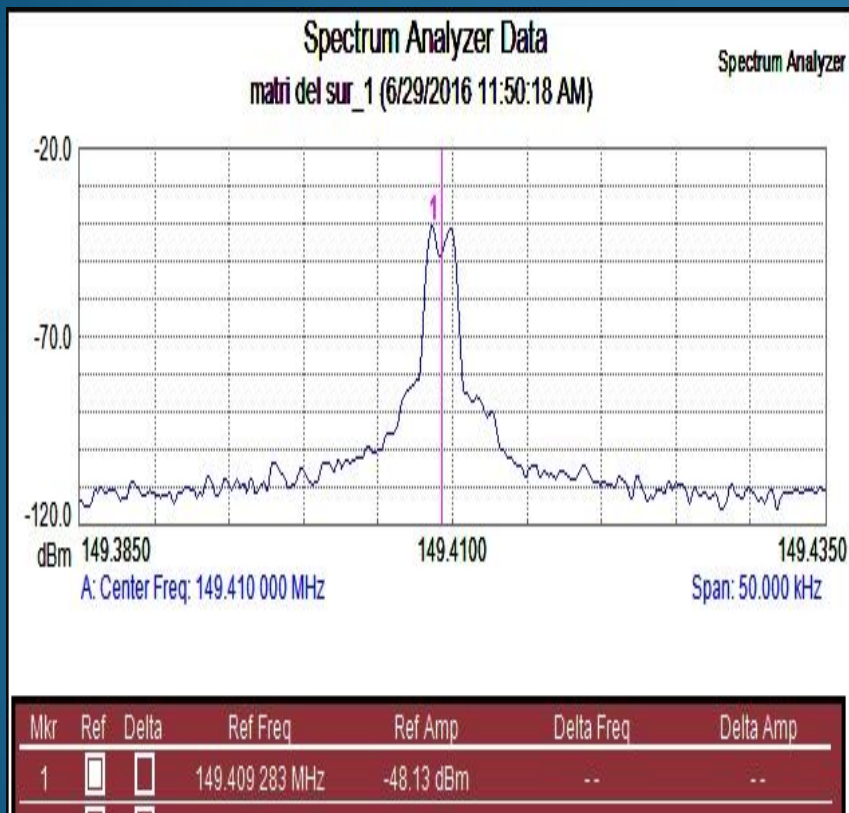 Spectrum Analyzer Data
Spectrum Analyzer
matri del sur_1 (6/29/2016 11:50:18 AM)
-20.0
1
-70.0
-120.0
dBm 149.3850 149.4100 149.4350
A: Center Freq: 149.410 000 MHz Span: 50.000 kHz
Mkr Ref Delta Ref Freq Ref Amp Delta Freq Delta Amp
1 149.409 283 MHz -48.13 dBm -- --